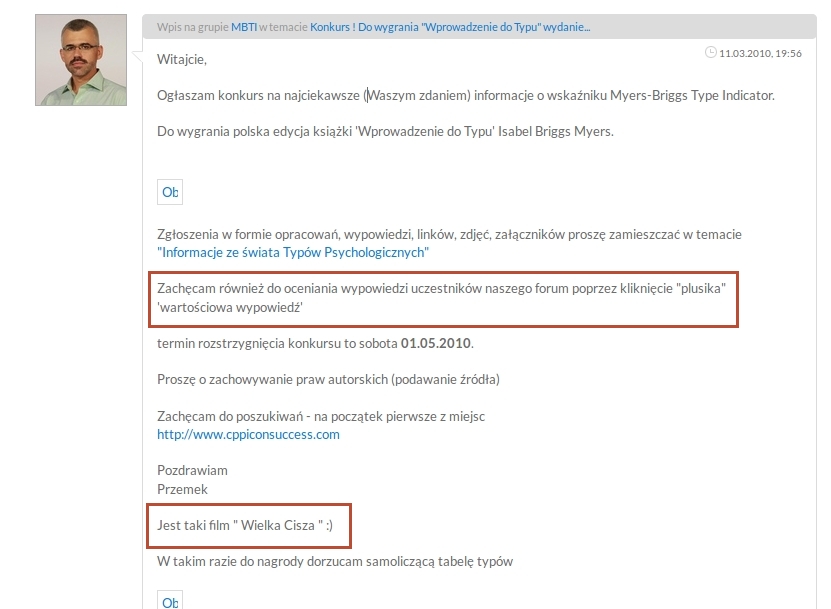 Wpis na grupie MBTI w temacie Konkurs ! Do wygrania "Wprowadzenie do Typu" wydanie...
11.03.2010, 19:56
Witajcie,
Ogłaszam konkurs na najciekawsze (Waszym zdaniem) informacje o wskaźniku Myers-Briggs Type Indicator.
Do wygrania polska edycja książki 'Wprowadzenie do Typu' Isabel Briggs Myers.
Ob
Zgłoszenia w formie opracowań, wypowiedzi, linków, zdjęć, załączników proszę zamieszczać w temacie
"Informacje ze świata Typów Psychologicznych"
Zachęcam również do oceniania wypowiedzi uczestników naszego forum poprzez kliknięcie "plusika"
'wartościowa wypowiedź'
termin rozstrzygnięcia konkursu to sobota 01.05.2010.
Proszę o zachowywanie praw autorskich (podawanie źródła)
Zachęcam do poszukiwań - na początek pierwsze z miejsc
http://www.cppiconsuccess.com
Pozdrawiam
Przemek
Jest taki film " Wielka Cisza " :)
W takim razie do nagrody dorzucam samoliczącą tabelę typów
Ob